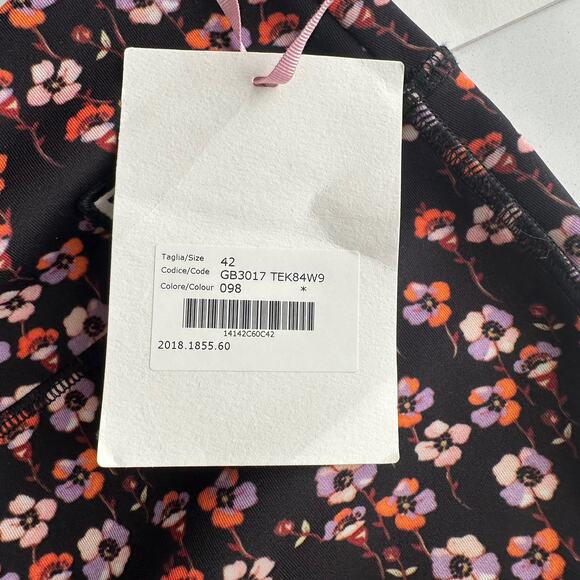 Taglia/Size 42
Codice/Code GB3017 TEK84W9
Colore/Colour 098 *
14142C60C42
2018.1855.60